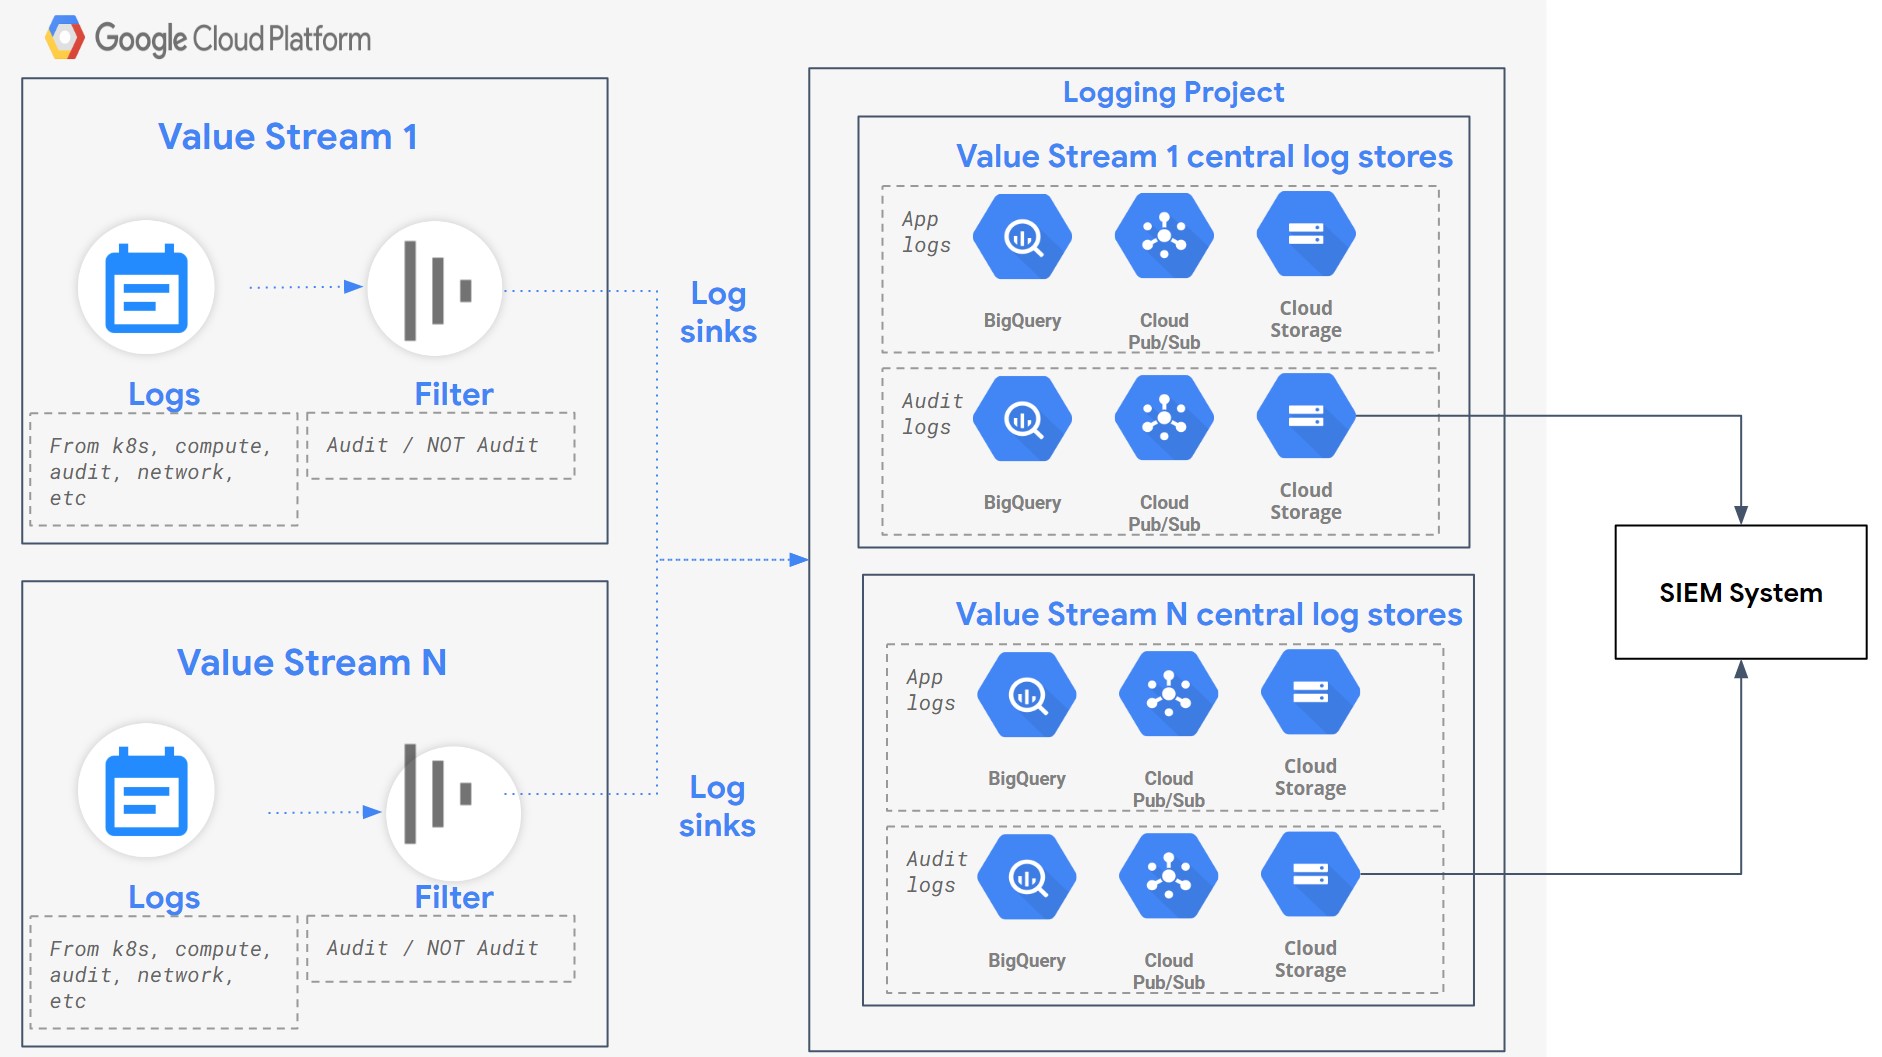 Google Cloud Platform
Value Stream 1
Logs
From k8s, compute,
audit, network,
etc
Filter
Audit / NOT Audit
Log
sinks
Value Stream N
Logs
From k8s, compute,
audit, network,
etc
Filter
Audit / NOT Audit
Log
sinks
Logging Project
Value Stream 1 central log stores
App
logs
BigQuery
Cloud
Pub/Sub
Cloud
Storage
Audit
logs
BigQuery
Cloud
Pub/Sub
Cloud
Storage
Value Stream N central log stores
App
logs
BigQuery
Cloud
Pub/Sub
Cloud
Storage
Audit
logs
BigQuery
Cloud
Pub/Sub
Cloud
Storage
SIEM System